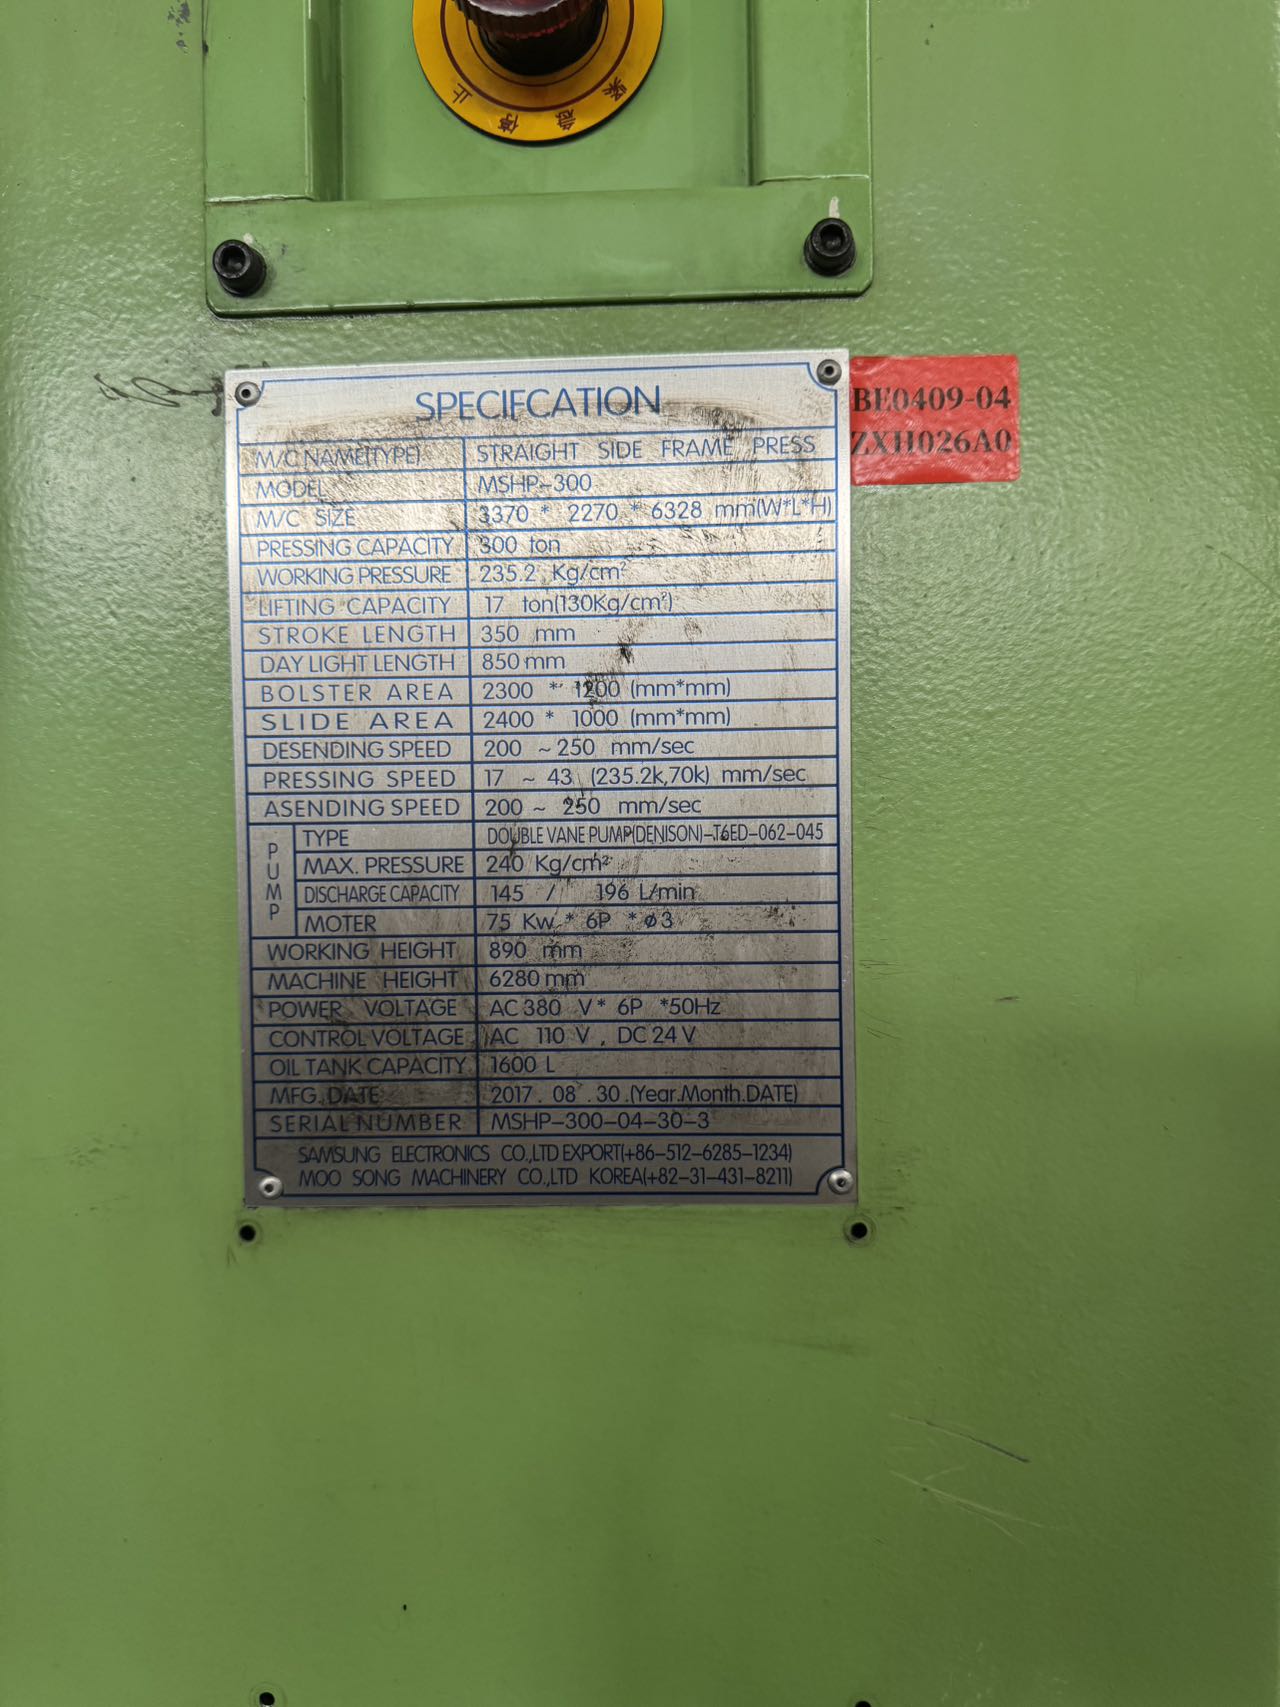 紧急停止
SPECIFCATION
BE0409-04
ZXH026A0
M/C NAME(TYPE) STRAIGHT SIDE FRAME PRESS
MODEL MSHP-300
M/C SIZE 3370 * 2270 * 6328 mm(W*L*H)
PRESSING CAPACITY 300 ton
WORKING PRESSURE 235.2 Kg/cm²
LIFTING CAPACITY 17 ton(130Kg/cm²)
STROKE LENGTH 350 mm
DAY LIGHT LENGTH 850 mm
BOLSTER AREA 2300 * 1200 (mm*mm)
SLIDE AREA 2400 * 1000 (mm*mm)
DESENDING SPEED 200 ~ 250 mm/sec
PRESSING SPEED 17 ~ 43 (235.2k,70k) mm/sec
ASENDING SPEED 200 ~ 250 mm/sec
PUMP
TYPE DOUBLE VANE PUMP(DENISON)-T6ED-062-045
MAX. PRESSURE 240 Kg/cm²
DISCHARGE CAPACITY 145 / 196 L/min
MOTER 75 Kw * 6P * ø3
WORKING HEIGHT 890 mm
MACHINE HEIGHT 6280 mm
POWER VOLTAGE AC 380 V * 6P *50Hz
CONTROL VOLTAGE AC 110 V , DC 24 V
OIL TANK CAPACITY 1600 L
MFG. DATE 2017 . 08 . 30 .(Year.Month.DATE)
SERIAL NUMBER MSHP-300-04-30-3
SAMSUNG ELECTRONICS CO.,LTD EXPORT(+86-512-6285-1234)
MOO SONG MACHINERY CO.,LTD KOREA(+82-31-431-8211)